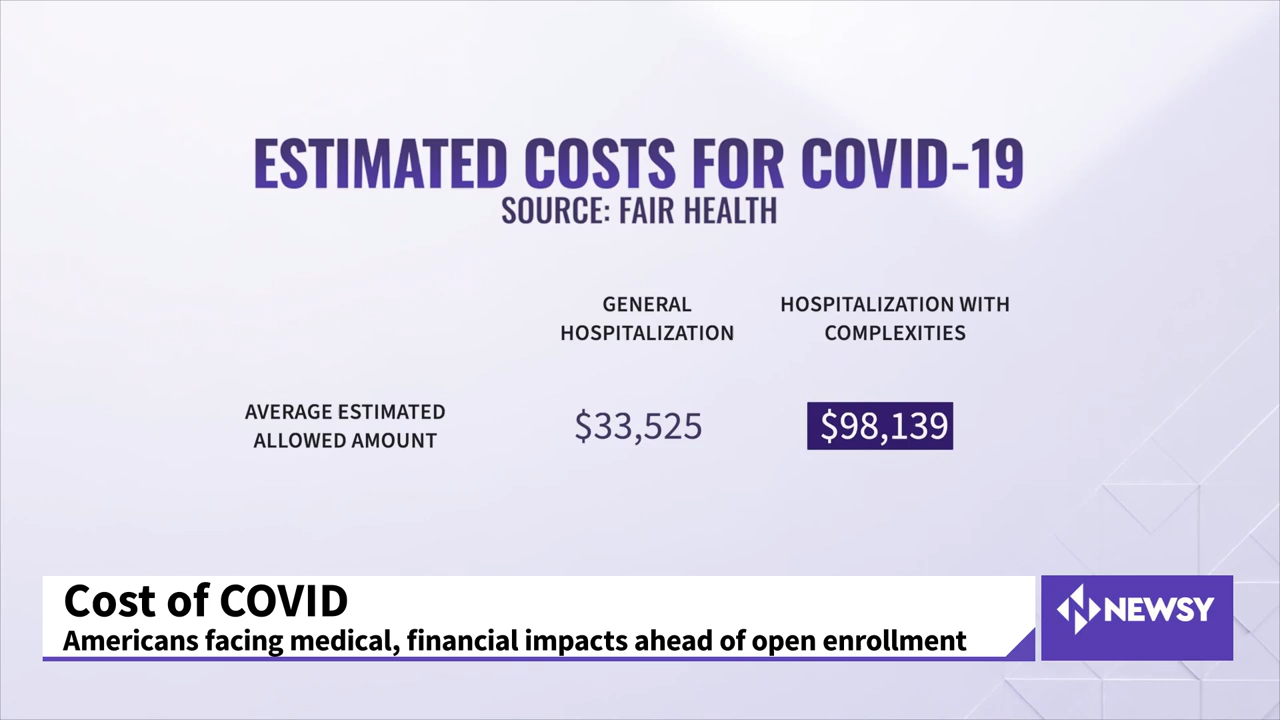 ESTIMATED COSTS FOR COVID-19
SOURCE: FAIR HEALTH
GENERAL
HOSPITALIZATION
HOSPITALIZATION WITH
COMPLEXITIES
AVERAGE ESTIMATED
ALLOWED AMOUNT
$33,525
$98,139
Cost of COVID
Americans facing medical, financial impacts ahead of open enrollment
NEWSY